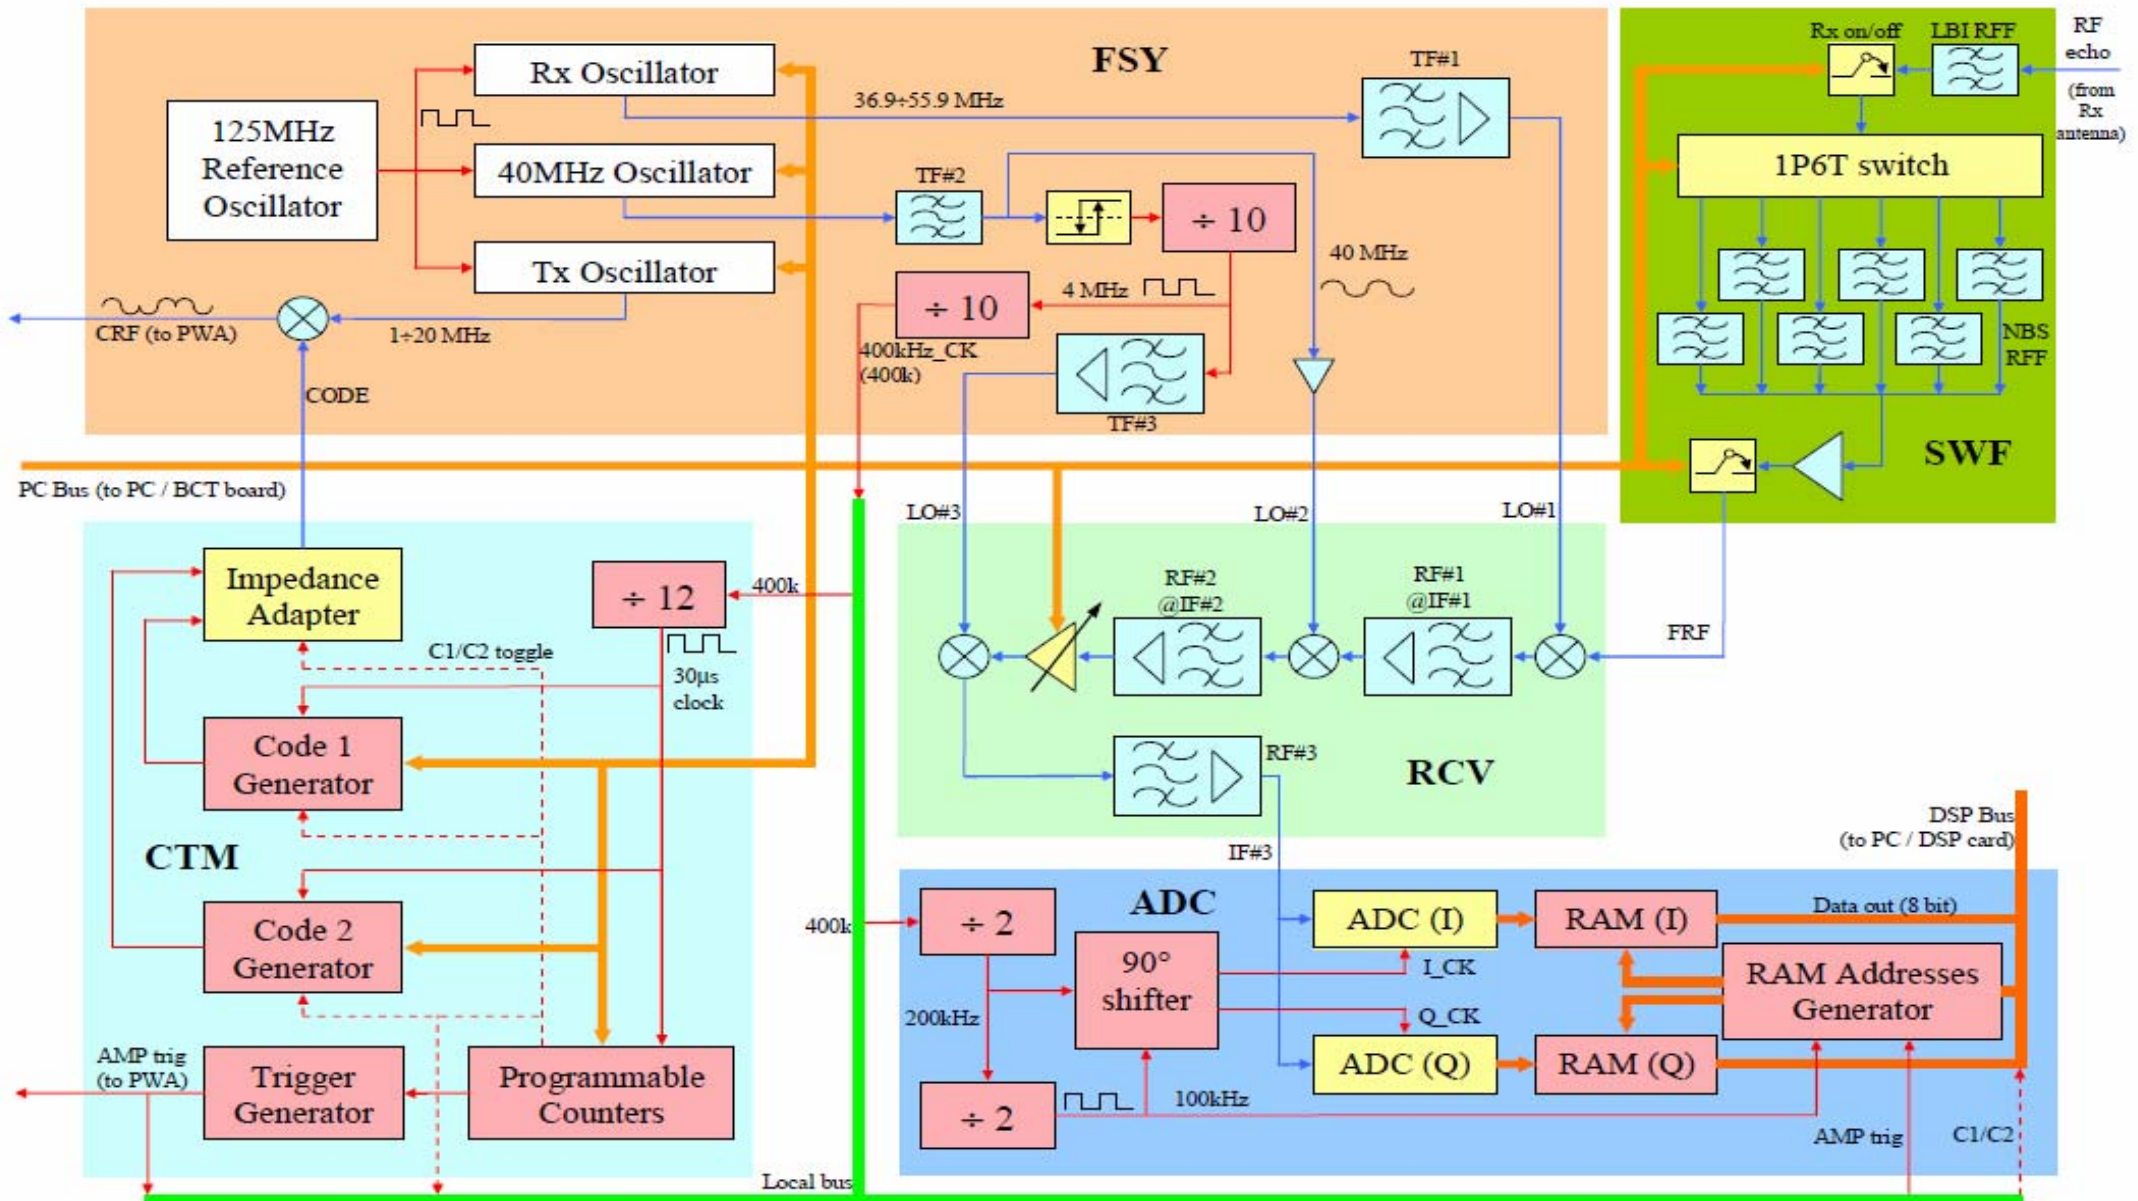 FSY
125MHz
Reference
Oscillator
Rx Oscillator
40MHz Oscillator
Tx Oscillator
36.9÷55.9 MHz
TF#1
TF#2
÷ 10
40 MHz
4 MHz
÷ 10
400kHz_CK
(400k)
TF#3
CRF (to PWA)
1÷20 MHz
CODE
Rx on/off
LBI RFF
RF
echo
(from
Rx
antenna)
1P6T switch
NBS
RFF
SWF
PC Bus (to PC / BCT board)
LO#3
LO#2
LO#1
FRF
RF#2
@IF#2
RF#1
@IF#1
RF#3
RCV
IF#3
Impedance
Adapter
÷ 12
400k
C1/C2 toggle
30µs
clock
Code 1
Generator
CTM
Code 2
Generator
AMP trig
(to PWA)
Trigger
Generator
Programmable
Counters
Local bus
400k
ADC
÷ 2
90°
shifter
200kHz
÷ 2
100kHz
ADC (I)
I_CK
Q_CK
ADC (Q)
RAM (I)
RAM (Q)
Data out (8 bit)
RAM Addresses
Generator
DSP Bus
(to PC / DSP card)
AMP trig
C1/C2